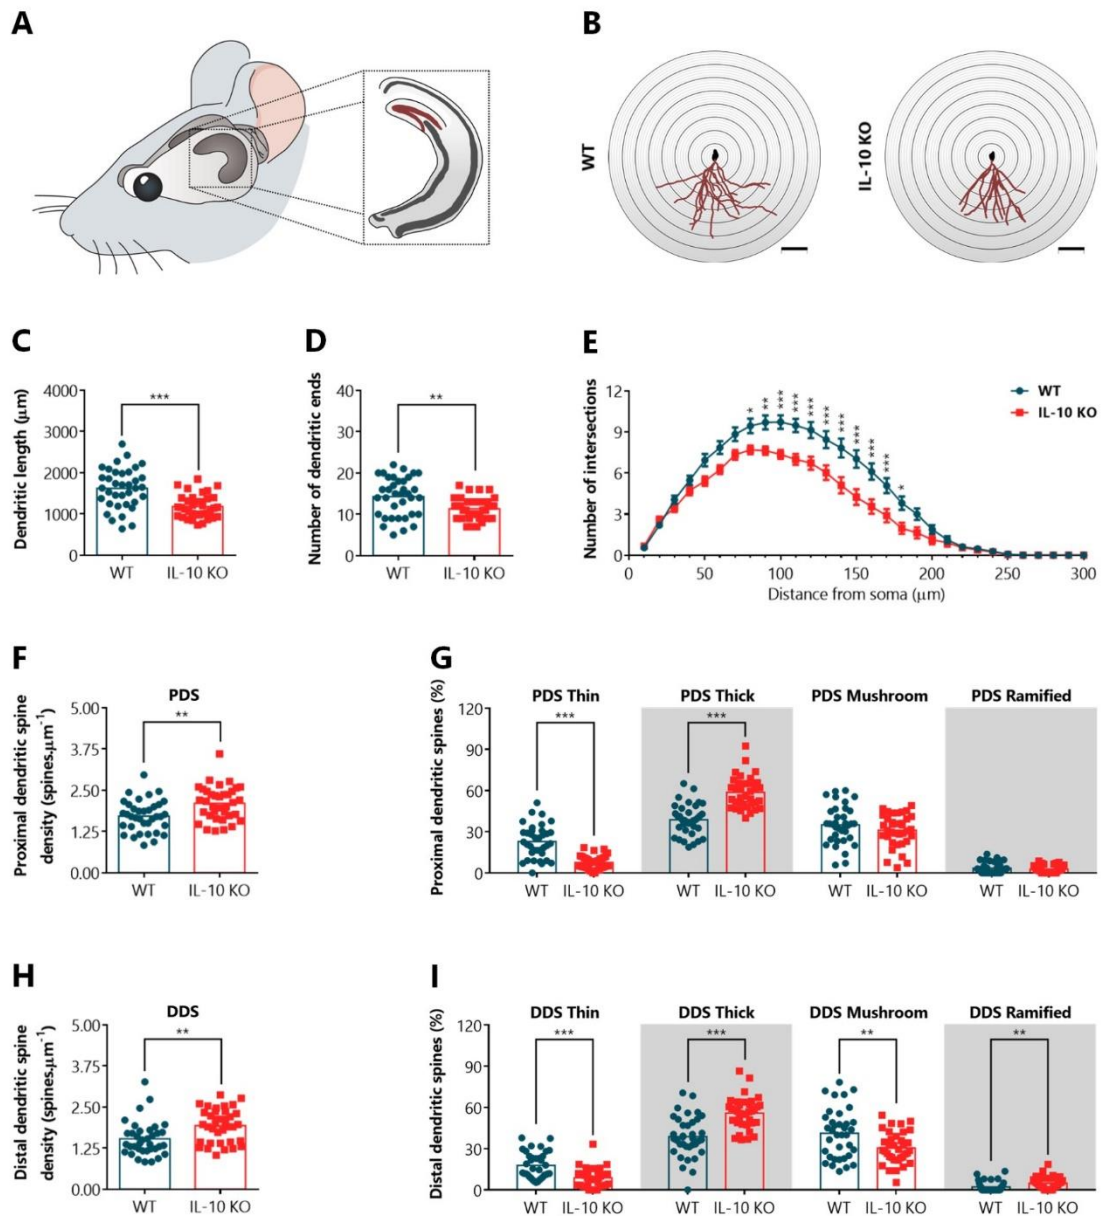 A
B
WT
IL-10 KO
C
Dendritic length (μm)
4000
3000
2000
1000
0
***
WT IL-10 KO
D
Number of dendritic ends
40
30
20
10
0
**
WT IL-10 KO
E
Number of intersections
12
9
6
3
0
*
**
***
***
***
***
***
***
***
***
*
WT
IL-10 KO
0 50 100 150 200 250 300
Distance from soma (μm)
F
PDS
Proximal dendritic spine
density (spines.μm⁻¹)
5.00
3.75
2.50
1.25
0.00
**
WT IL-10 KO
G
Proximal dendritic spines (%)
120
90
60
30
0
PDS Thin PDS Thick PDS Mushroom PDS Ramified
*** ***
WT IL-10 KO WT IL-10 KO WT IL-10 KO WT IL-10 KO
H
DDS
Distal dendritic spine
density (spines.μm⁻¹)
5.00
3.75
2.50
1.25
0.00
**
WT IL-10 KO
I
Distal dendritic spines (%)
120
90
60
30
0
DDS Thin DDS Thick DDS Mushroom DDS Ramified
*** *** ** **
WT IL-10 KO WT IL-10 KO WT IL-10 KO WT IL-10 KO